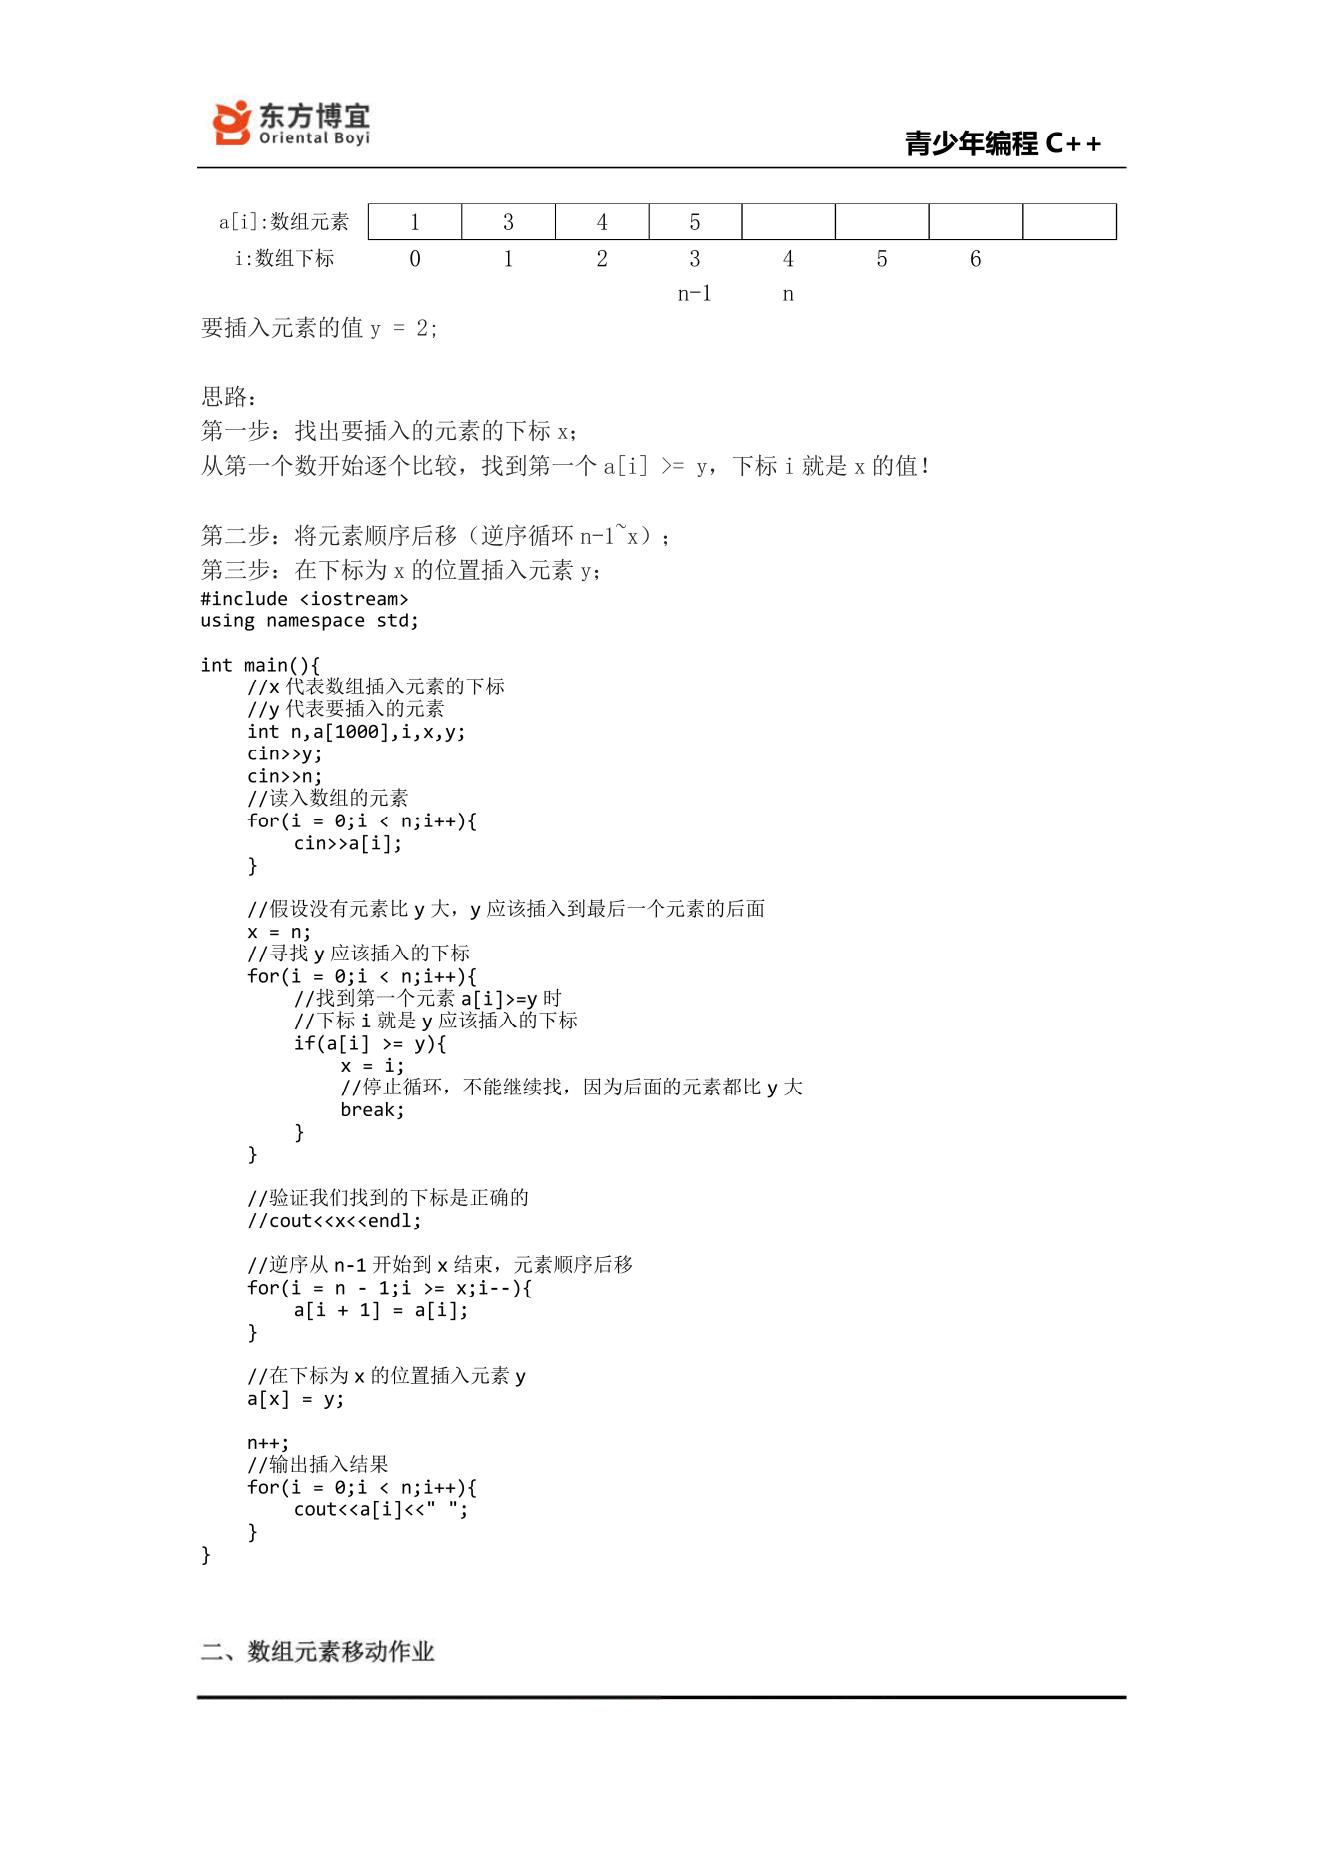 东方博宜
Oriental Boyi
青少年编程 C++
a[i]:数组元素 1 3 4 5
i:数组下标 0 1 2 3 4 5 6
n-1 n
要插入元素的值 y = 2;
思路：
第一步：找出要插入的元素的下标 x；
从第一个数开始逐个比较，找到第一个 a[i] >= y，下标 i 就是 x 的值！
第二步：将元素顺序后移（逆序循环 n-1~x）；
第三步：在下标为 x 的位置插入元素 y；
#include <iostream>
using namespace std;
int main(){
//x 代表数组插入元素的下标
//y 代表要插入的元素
int n,a[1000],i,x,y;
cin>>y;
cin>>n;
//读入数组的元素
for(i = 0;i < n;i++){
cin>>a[i];
}
//假设没有元素比 y 大，y 应该插入到最后一个元素的后面
x = n;
//寻找 y 应该插入的下标
for(i = 0;i < n;i++){
//找到第一个元素 a[i]>=y 时
//下标 i 就是 y 应该插入的下标
if(a[i] >= y){
x = i;
//停止循环，不能继续找，因为后面的元素都比 y 大
break;
}
}
//验证我们找到的下标是正确的
//cout<<x<<endl;
//逆序从 n-1 开始到 x 结束，元素顺序后移
for(i = n - 1;i >= x;i--){
a[i + 1] = a[i];
}
//在下标为 x 的位置插入元素 y
a[x] = y;
n++;
//输出插入结果
for(i = 0;i < n;i++){
cout<<a[i]<<" ";
}
}
二、数组元素移动作业